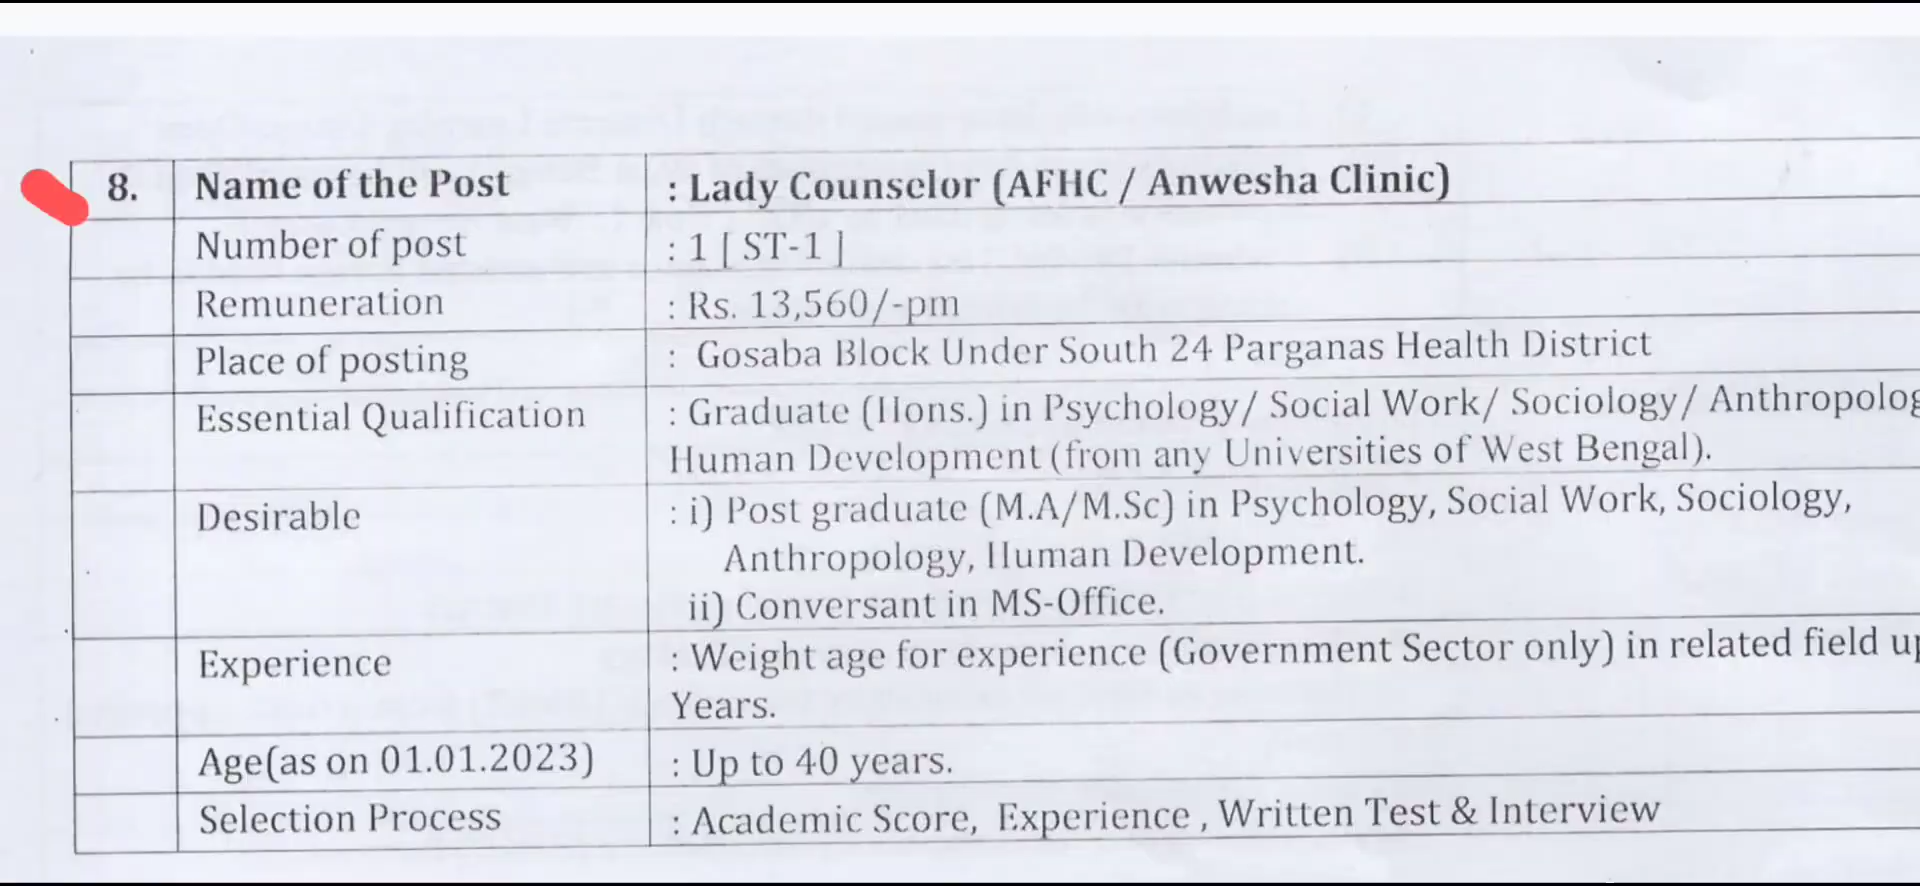 8. Name of the Post : Lady Counselor (AFHC / Anwesha Clinic)
Number of post : 1 [ ST-1 ]
Remuneration : Rs. 13,560/-pm
Place of posting : Gosaba Block Under South 24 Parganas Health District
Essential Qualification : Graduate (Hons.) in Psychology/ Social Work/ Sociology/ Anthropolog
Human Development (from any Universities of West Bengal).
Desirable : i) Post graduate (M.A/M.Sc) in Psychology, Social Work, Sociology,
Anthropology, Human Development.
ii) Conversant in MS-Office.
Experience : Weight age for experience (Government Sector only) in related field up
Years.
Age(as on 01.01.2023) : Up to 40 years.
Selection Process : Academic Score, Experience , Written Test & Interview